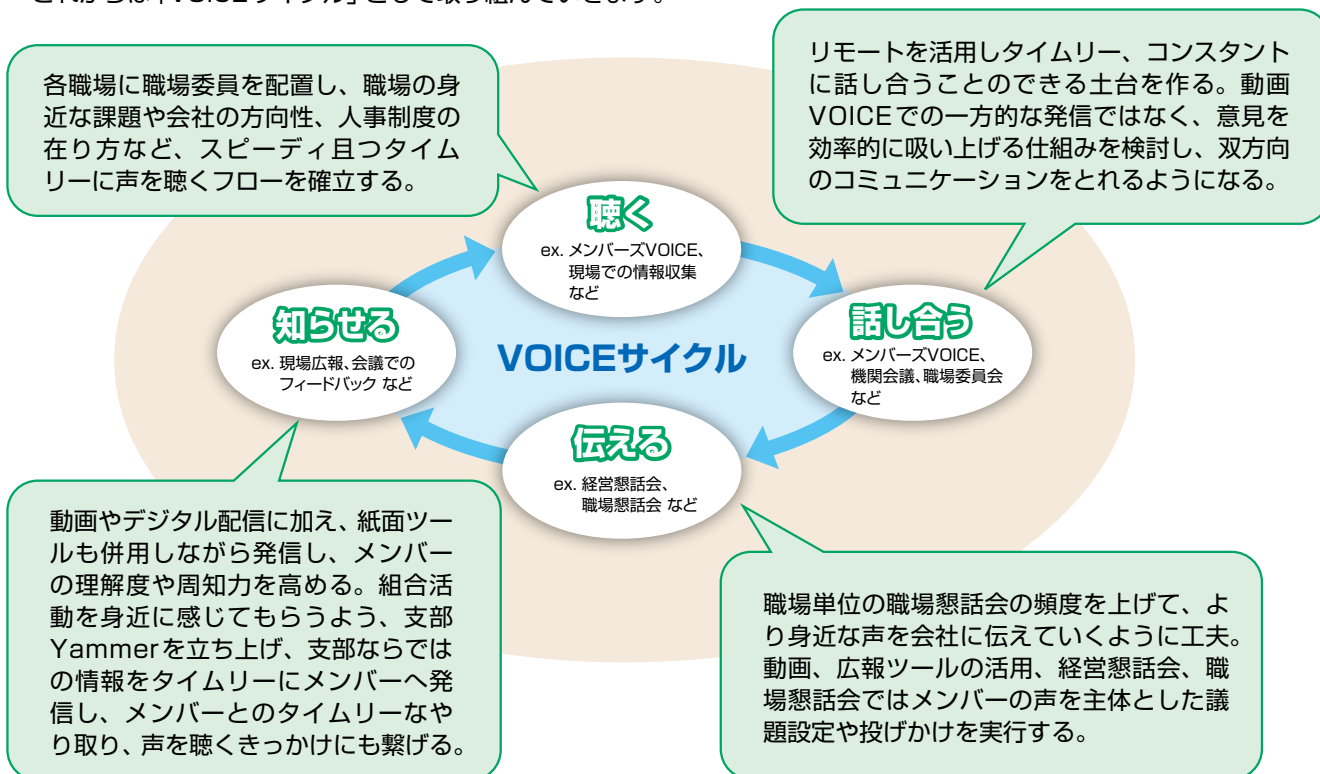 これからは「VOICEサイクル」として取り組んでいきます。
各職場に職場委員を配置し、職場の身
近な課題や会社の方向性、人事制度の
在り方など、スピーディ且つタイム
リーに声を聴くフローを確立する。
リモートを活用しタイムリー、コンスタント
に話し合うことのできる土台を作る。動画
VOICEでの一方的な発信ではなく、意見を
効率的に吸い上げる仕組みを検討し、双方向
のコミュニケーションをとれるようになる。
聴く
ex. メンバーズVOICE、
現場での情報収集
など
知らせる
ex. 現場広報、会議での
フィードバック など
VOICEサイクル
話し合う
ex. メンバーズVOICE、
機関会議、職場委員会
など
伝える
ex. 経営懇話会、
職場懇話会 など
動画やデジタル配信に加え、紙面ツー
ルも併用しながら発信し、メンバー
の理解度や周知力を高める。組合活
動を身近に感じてもらうよう、支部
Yammerを立ち上げ、支部ならでは
の情報をタイムリーにメンバーへ発
信し、メンバーとのタイムリーなや
り取り、声を聴くきっかけにも繋げる。
職場単位の職場懇話会の頻度を上げて、よ
り身近な声を会社に伝えていくように工夫。
動画、広報ツールの活用、経営懇話会、職
場懇話会ではメンバーの声を主体とした議
題設定や投げかけを実行する。